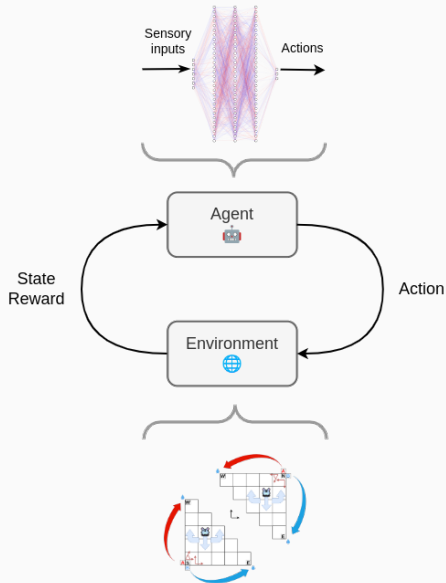 Sensory
inputs
Actions
Agent
State
Reward
Action
Environment